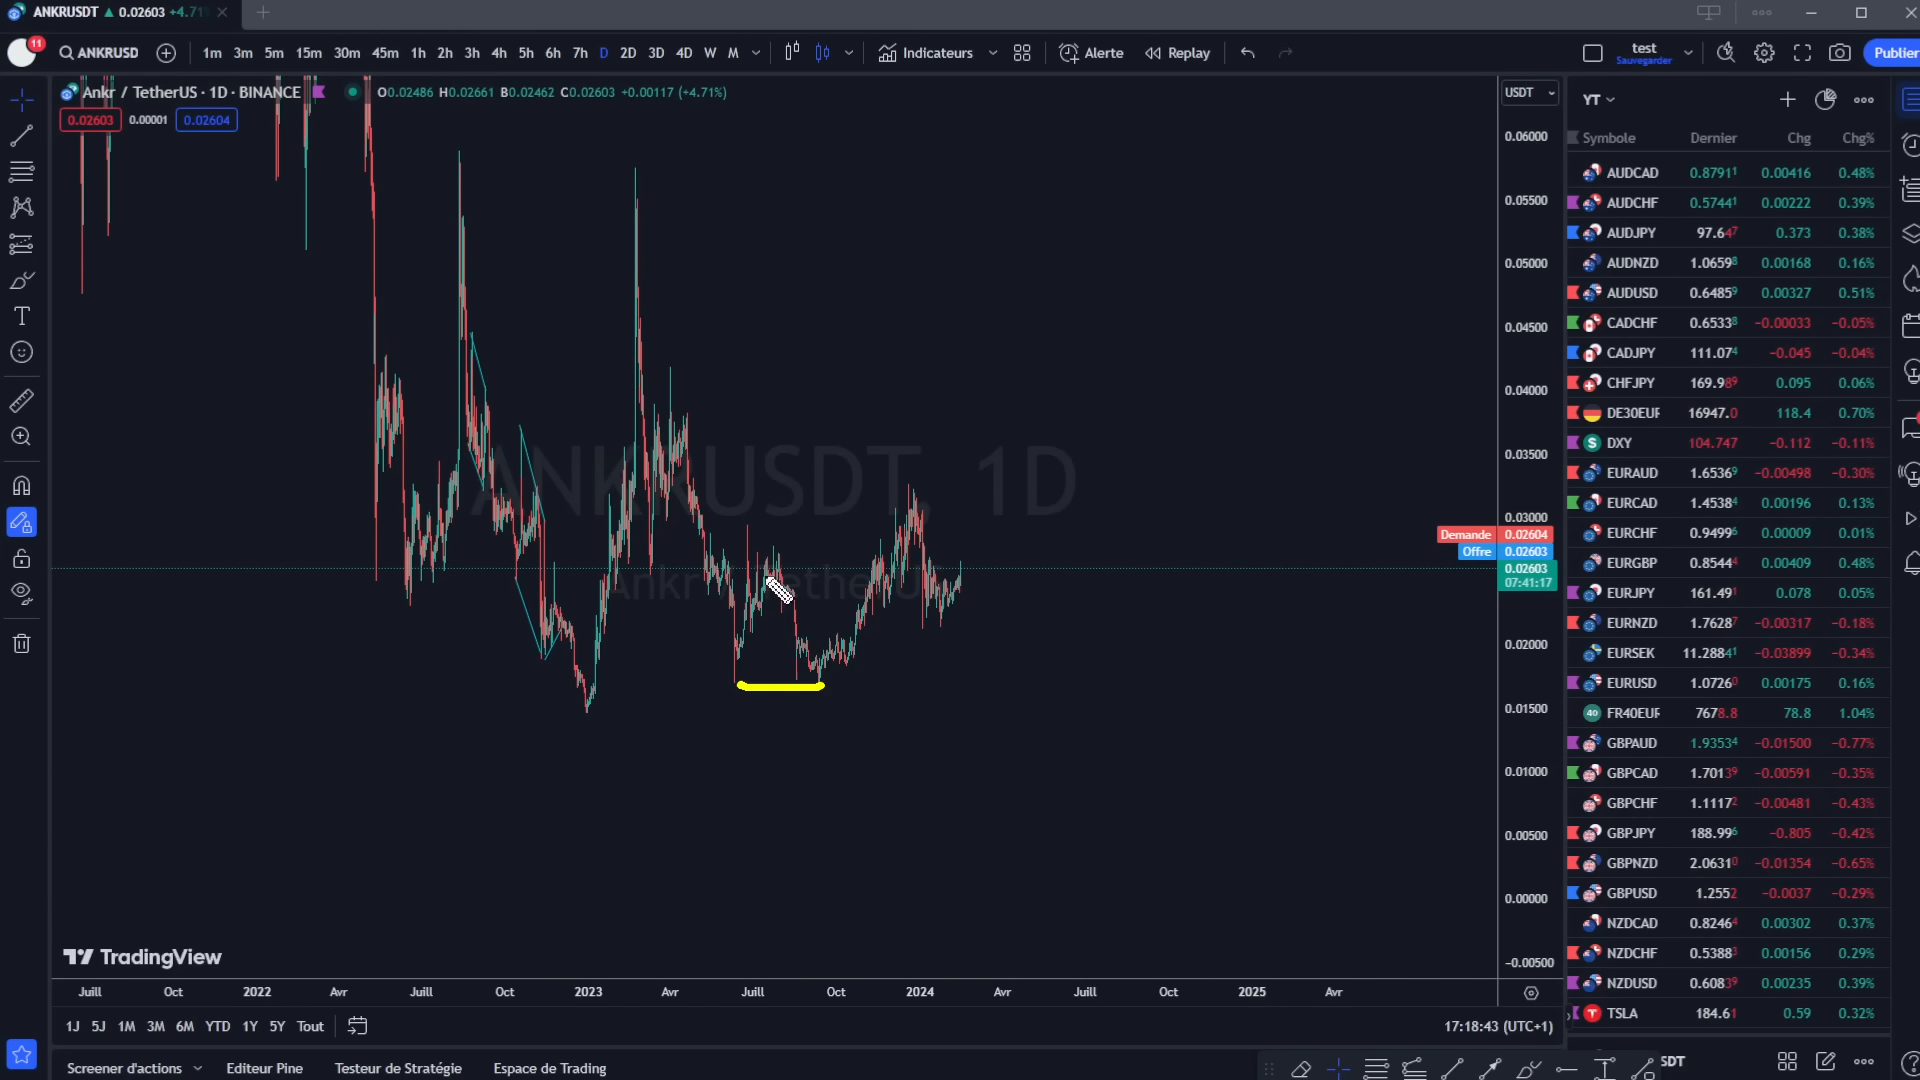 ANKRUSDT ▲ 0.02603 +4.71
11 ANKRUSD 1m 3m 5m 15m 30m 45m 1h 2h 3h 4h 5h 6h 7h D 2D 3D 4D W M Indicateurs Alerte Replay test Sauvegarder Publier
Ankr / TetherUS · 1D · BINANCE O0.02486 H0.02661 B0.02462 C0.02603 +0.00117 (+4.71%)
0.02603 0.00001 0.02604
USDT
0.06000
0.05500
0.05000
0.04500
0.04000
0.03500
0.03000
Demande 0.02604
Offre 0.02603
0.02603
07:41:17
0.02000
0.01500
0.01000
0.00500
0.00000
−0.00500
ANKRUSDT, 1D
TradingView
Juill Oct 2022 Avr Juill Oct 2023 Avr Juill Oct 2024 Avr Juill Oct 2025 Avr
1J 5J 1M 3M 6M YTD 1Y 5Y Tout 17:18:43 (UTC+1)
Screener d'actions Editeur Pine Testeur de Stratégie Espace de Trading
YT
Symbole Dernier Chg Chg%
AUDCAD 0.87911 0.00416 0.48%
AUDCHF 0.57441 0.00222 0.39%
AUDJPY 97.647 0.373 0.38%
AUDNZD 1.06598 0.00168 0.16%
AUDUSD 0.64859 0.00327 0.51%
CADCHF 0.65338 −0.00033 −0.05%
CADJPY 111.074 −0.045 −0.04%
CHFJPY 169.989 0.095 0.06%
DE30EUR 16947.0 118.4 0.70%
DXY 104.747 −0.112 −0.11%
EURAUD 1.65369 −0.00498 −0.30%
EURCAD 1.45384 0.00196 0.13%
EURCHF 0.94996 0.00009 0.01%
EURGBP 0.85444 0.00409 0.48%
EURJPY 161.491 0.078 0.05%
EURNZD 1.76287 −0.00317 −0.18%
EURSEK 11.28841 −0.03899 −0.34%
EURUSD 1.07260 0.00175 0.16%
40 FR40EUR 7678.8 78.8 1.04%
GBPAUD 1.93534 −0.01500 −0.77%
GBPCAD 1.70139 −0.00591 −0.35%
GBPCHF 1.11172 −0.00481 −0.43%
GBPJPY 188.996 −0.805 −0.42%
GBPNZD 2.06310 −0.01354 −0.65%
GBPUSD 1.2552 −0.0037 −0.29%
NZDCAD 0.82464 0.00302 0.37%
NZDCHF 0.53883 0.00156 0.29%
NZDUSD 0.60839 0.00235 0.39%
TSLA 184.61 0.59 0.32%
SDT